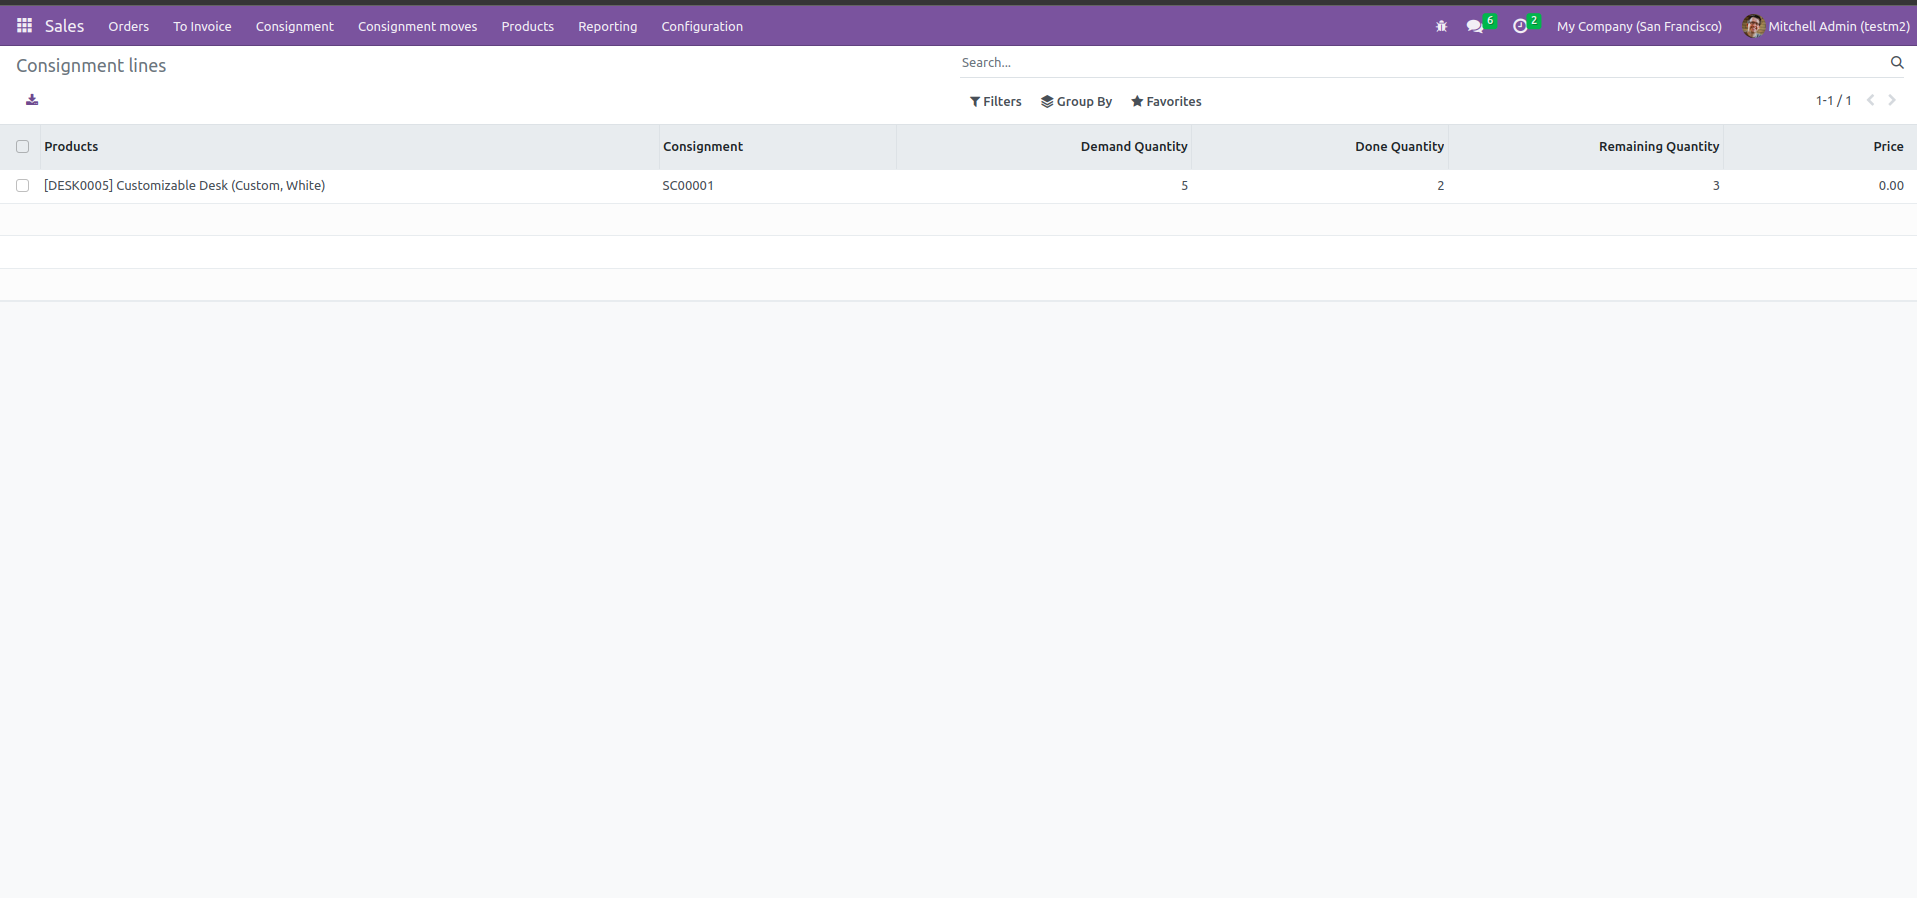 Sales Orders To Invoice Consignment Consignment moves Products Reporting Configuration 6 2 My Company (San Francisco) Mitchell Admin (testm2)
Consignment lines Search...
Filters Group By Favorites 1-1 / 1
Products Consignment Demand Quantity Done Quantity Remaining Quantity Price
[DESK0005] Customizable Desk (Custom, White) SC00001 5 2 3 0.00